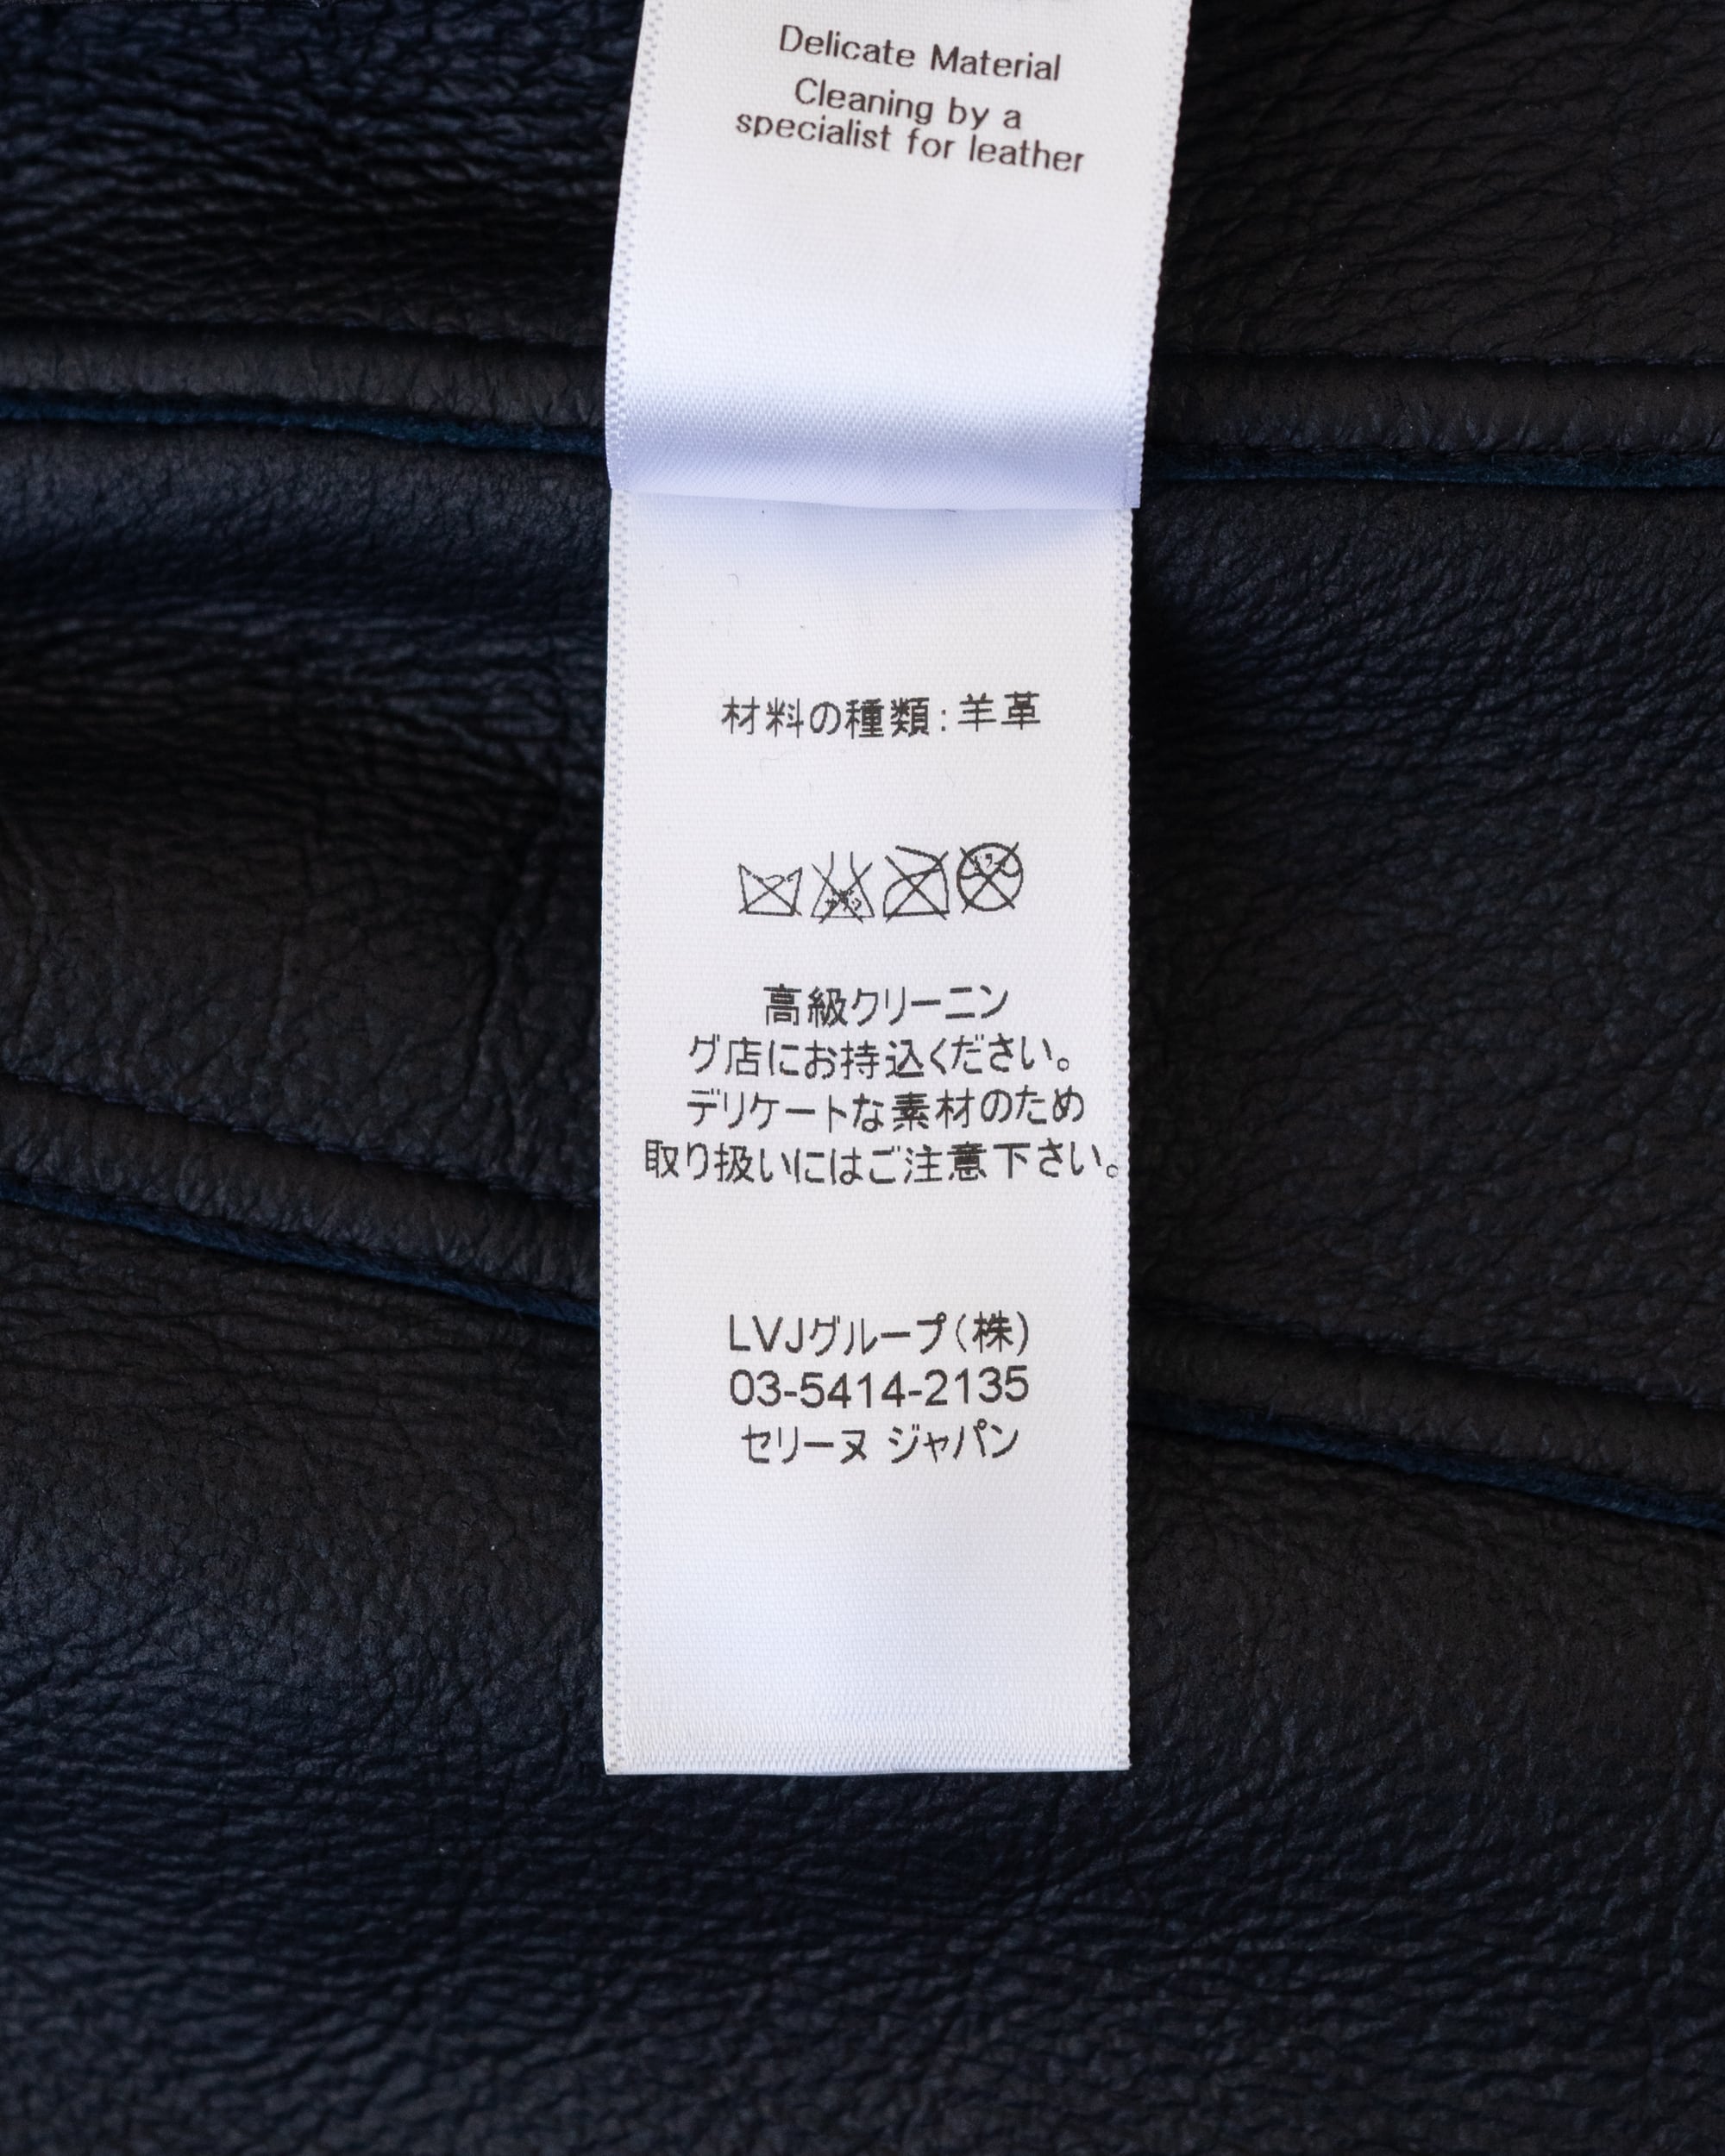 Delicate Material
Cleaning by a
specialist for leather
材料の種類:羊革
高級クリーニン
グ店にお持込ください。
デリケートな素材のため
取り扱いにはご注意下さい。
LVJグループ(株)
03-5414-2135
セリーヌ ジャパン